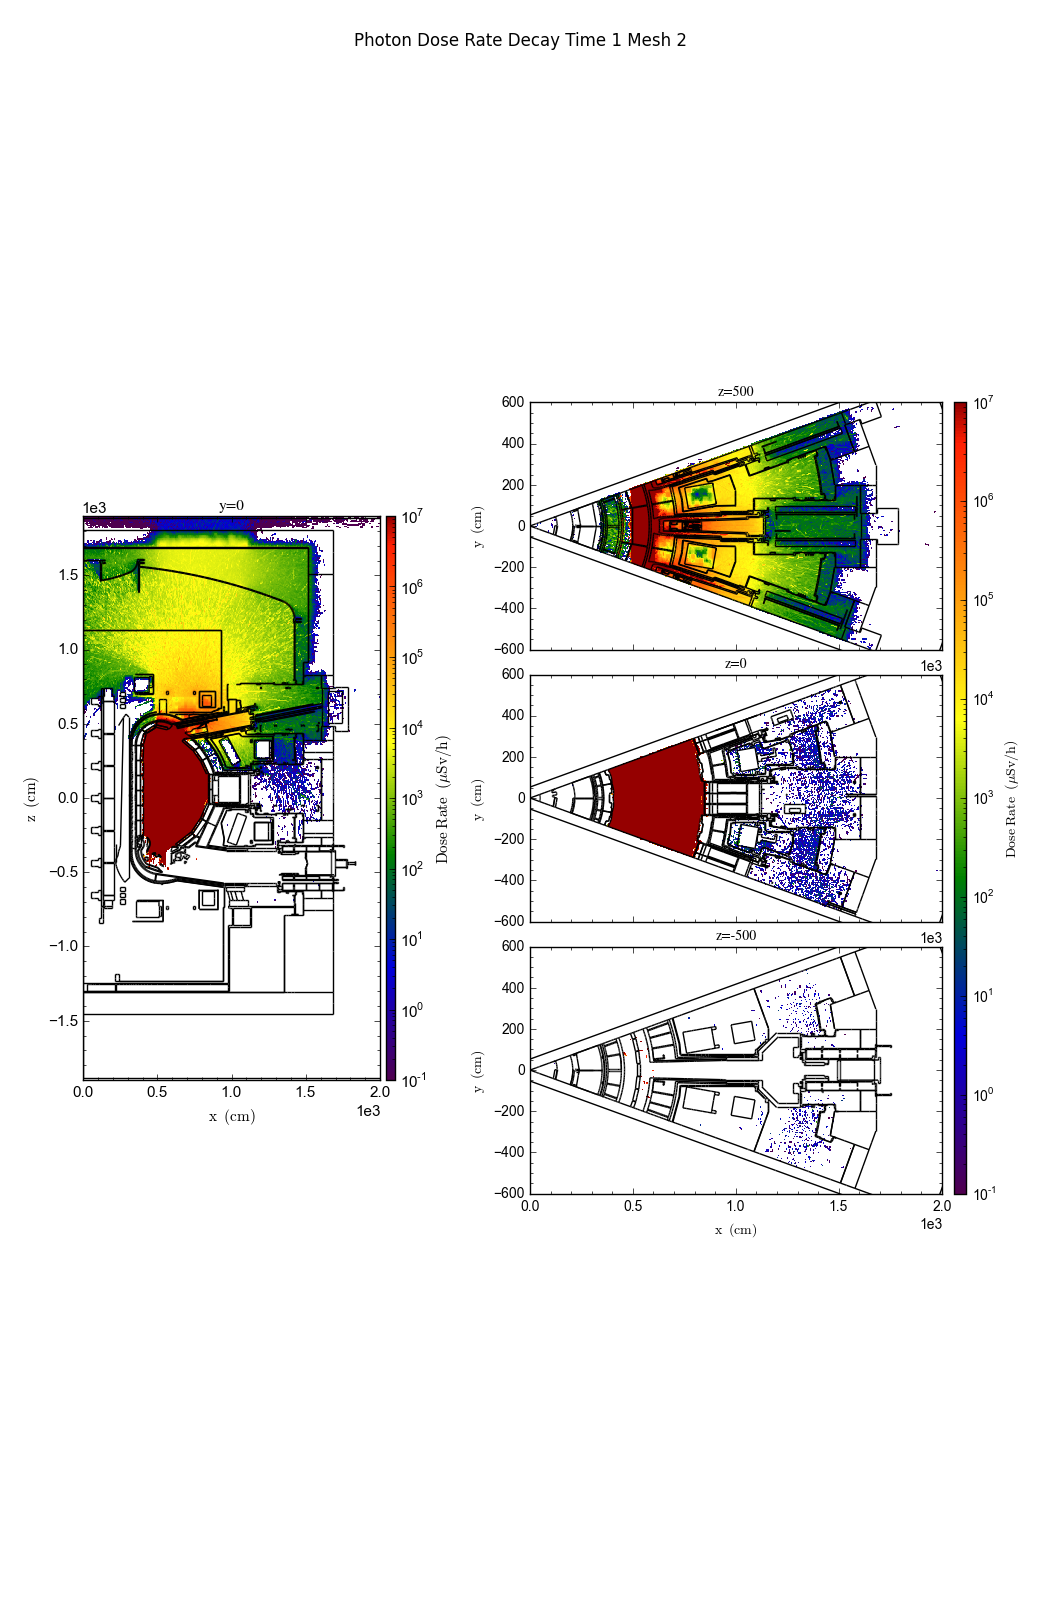 Photon Dose Rate Decay Time 1 Mesh 2
y=0
1e3
1.5
1.0
0.5
0.0
−0.5
−1.0
−1.5
z (cm)
0.0 0.5 1.0 1.5 2.0
1e3
x (cm)
10^7
10^6
10^5
10^4
10^3
10^2
10^1
10^0
10^-1
Dose Rate (μSv/h)
z=500
600
400
200
0
−200
−400
−600
y (cm)
1e3
z=0
600
400
200
0
−200
−400
−600
y (cm)
1e3
z=-500
600
400
200
0
−200
−400
−600
y (cm)
0.0 0.5 1.0 1.5 2.0
1e3
x (cm)
10^7
10^6
10^5
10^4
10^3
10^2
10^1
10^0
10^-1
Dose Rate (μSv/h)